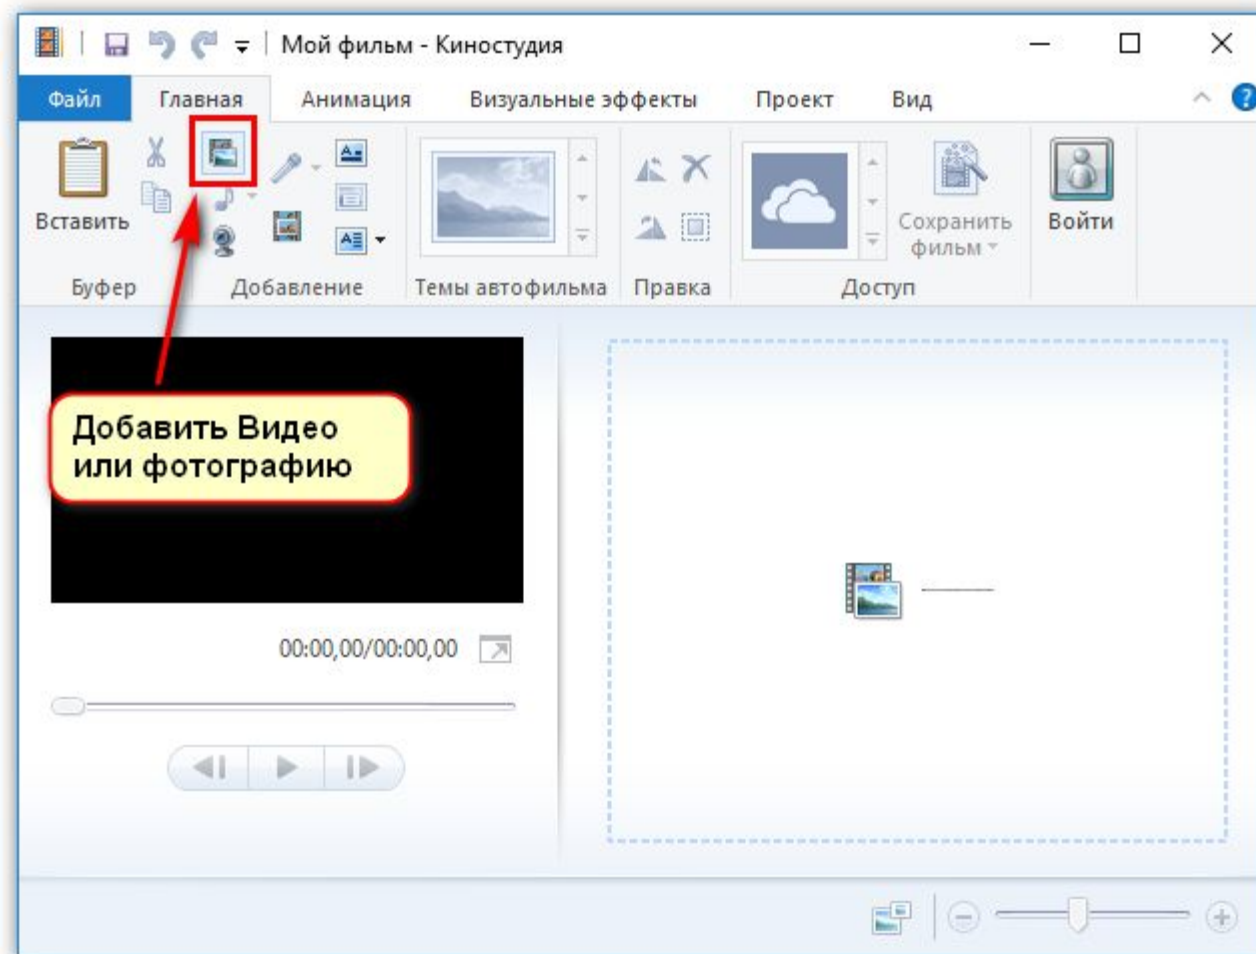 Мой фильм - Киностудия
Файл Главная Анимация Визуальные эффекты Проект Вид
Вставить
Сохранить
фильм
Войти
Буфер Добавление Темы автофильма Правка Доступ
Добавить Видео
или фотографию
00:00,00/00:00,00